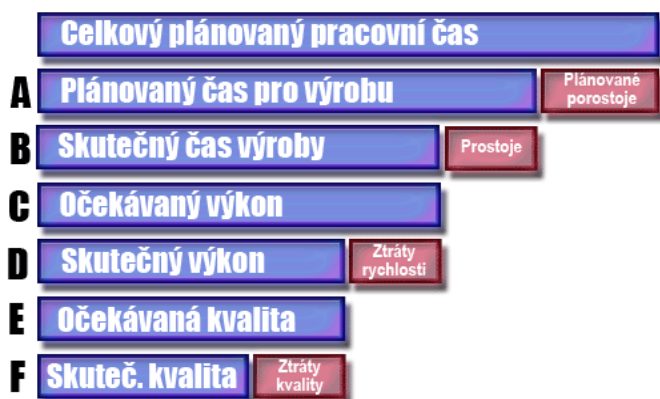 Celkový plánovaný pracovní čas
A Plánovaný čas pro výrobu Plánované
porostoje
B Skutečný čas výroby Prostoje
C Očekávaný výkon
D Skutečný výkon Ztráty
rychlosti
E Očekávaná kvalita
F Skuteč. kvalita Ztráty
kvality